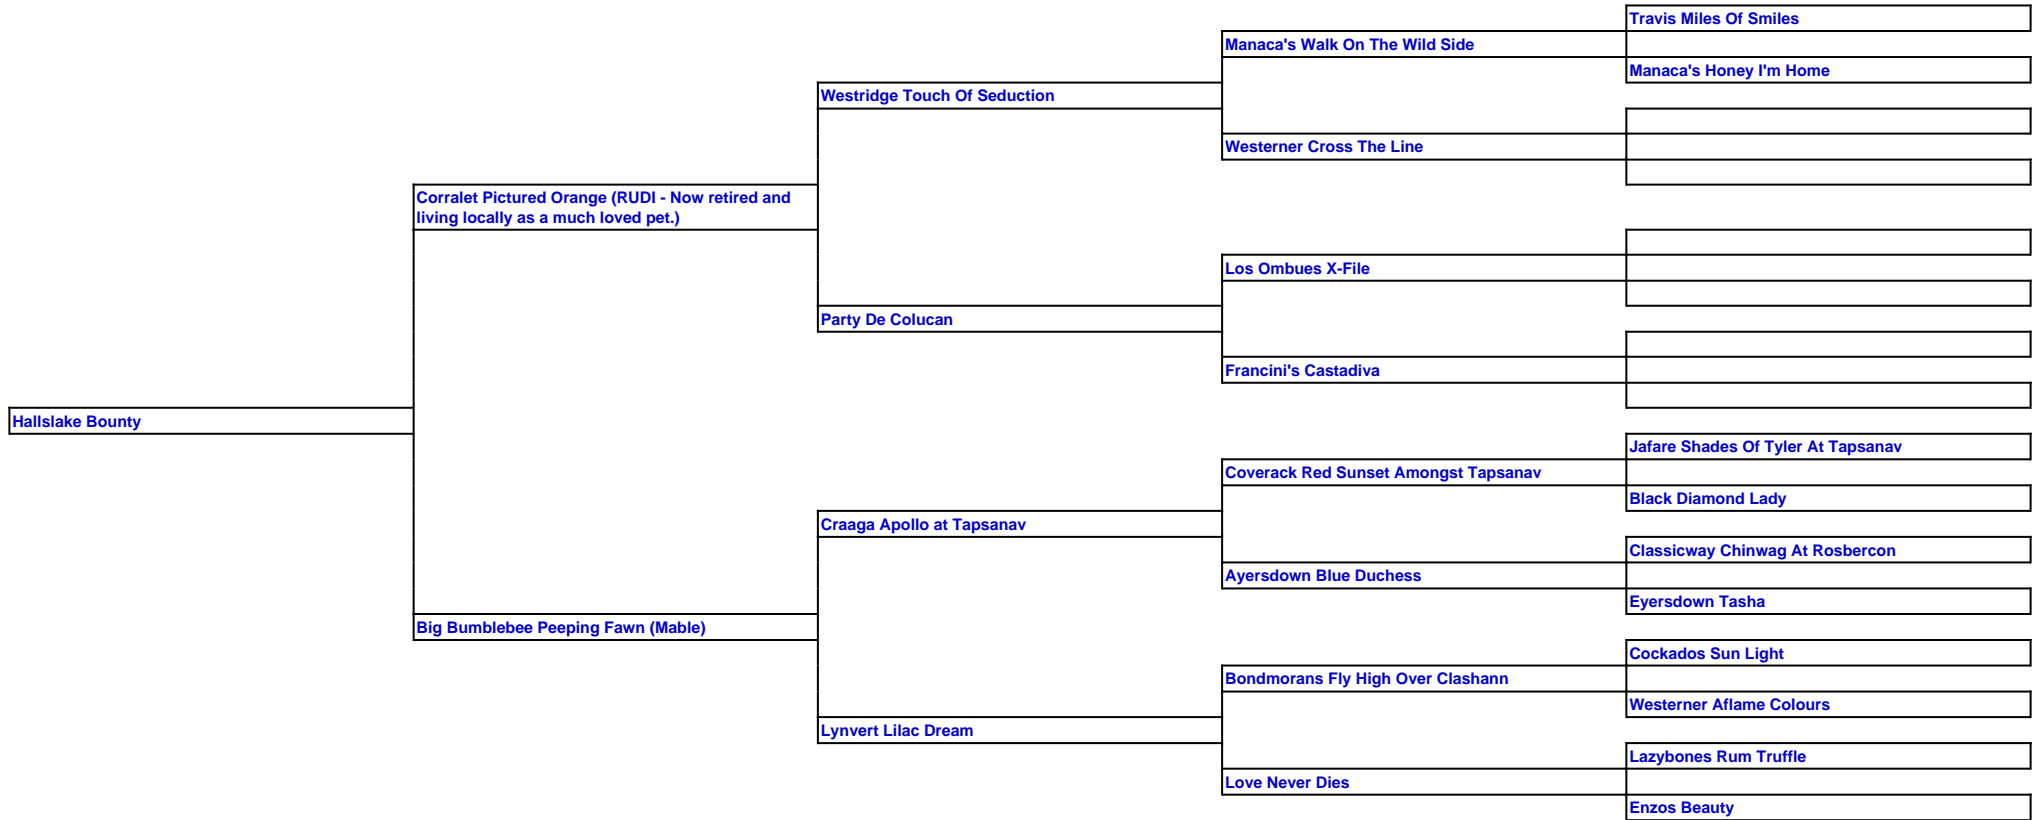 Travis Miles Of Smiles
Manaca's Walk On The Wild Side
Manaca's Honey I'm Home
Westridge Touch Of Seduction
Westerner Cross The Line
Corralet Pictured Orange (RUDI - Now retired and
living locally as a much loved pet.)
Los Ombues X-File
Party De Colucan
Francini's Castadiva
Hallslake Bounty
Jafare Shades Of Tyler At Tapsanav
Coverack Red Sunset Amongst Tapsanav
Black Diamond Lady
Craaga Apollo at Tapsanav
Classicway Chinwag At Rosbercon
Ayersdown Blue Duchess
Eyersdown Tasha
Big Bumblebee Peeping Fawn (Mable)
Cockados Sun Light
Bondmorans Fly High Over Clashann
Westerner Aflame Colours
Lynvert Lilac Dream
Lazybones Rum Truffle
Love Never Dies
Enzos Beauty